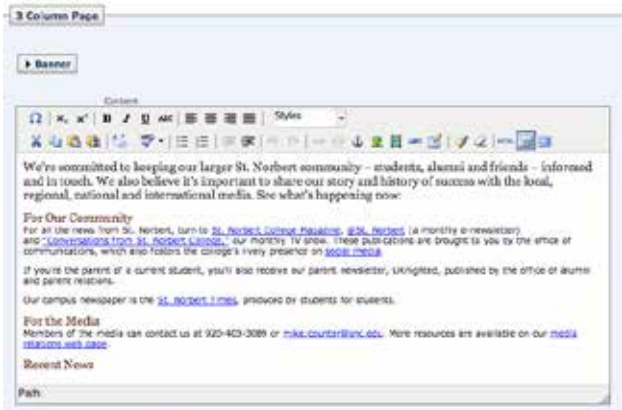 3 Column Page
Banner
Content
Styles
We're committed to keeping our larger St. Norbert community – students, alumni and friends – informed
and in touch. We also believe it's important to share our story and history of success with the local,
regional, national and international media. See what's happening now:
For Our Community
For all the news from St. Norbert, turn to St. Norbert College Magazine, @St. Norbert (a monthly e-newsletter)
and "Conversations from St. Norbert College," our monthly TV show. These publications are brought to you by the office of
communications, which also fosters the college's lively presence on social media.
If you're the parent of a current student, you'll also receive our parent newsletter, UKnighted, published by the office of alumni
and parent relations.
Our campus newspaper is the St. Norbert Times, produced by students for students.
For the Media
Members of the media can contact us at 920-403-3089 or mike.counter@snc.edu. More resources are available on our media
relations web page.
Recent News
Path: